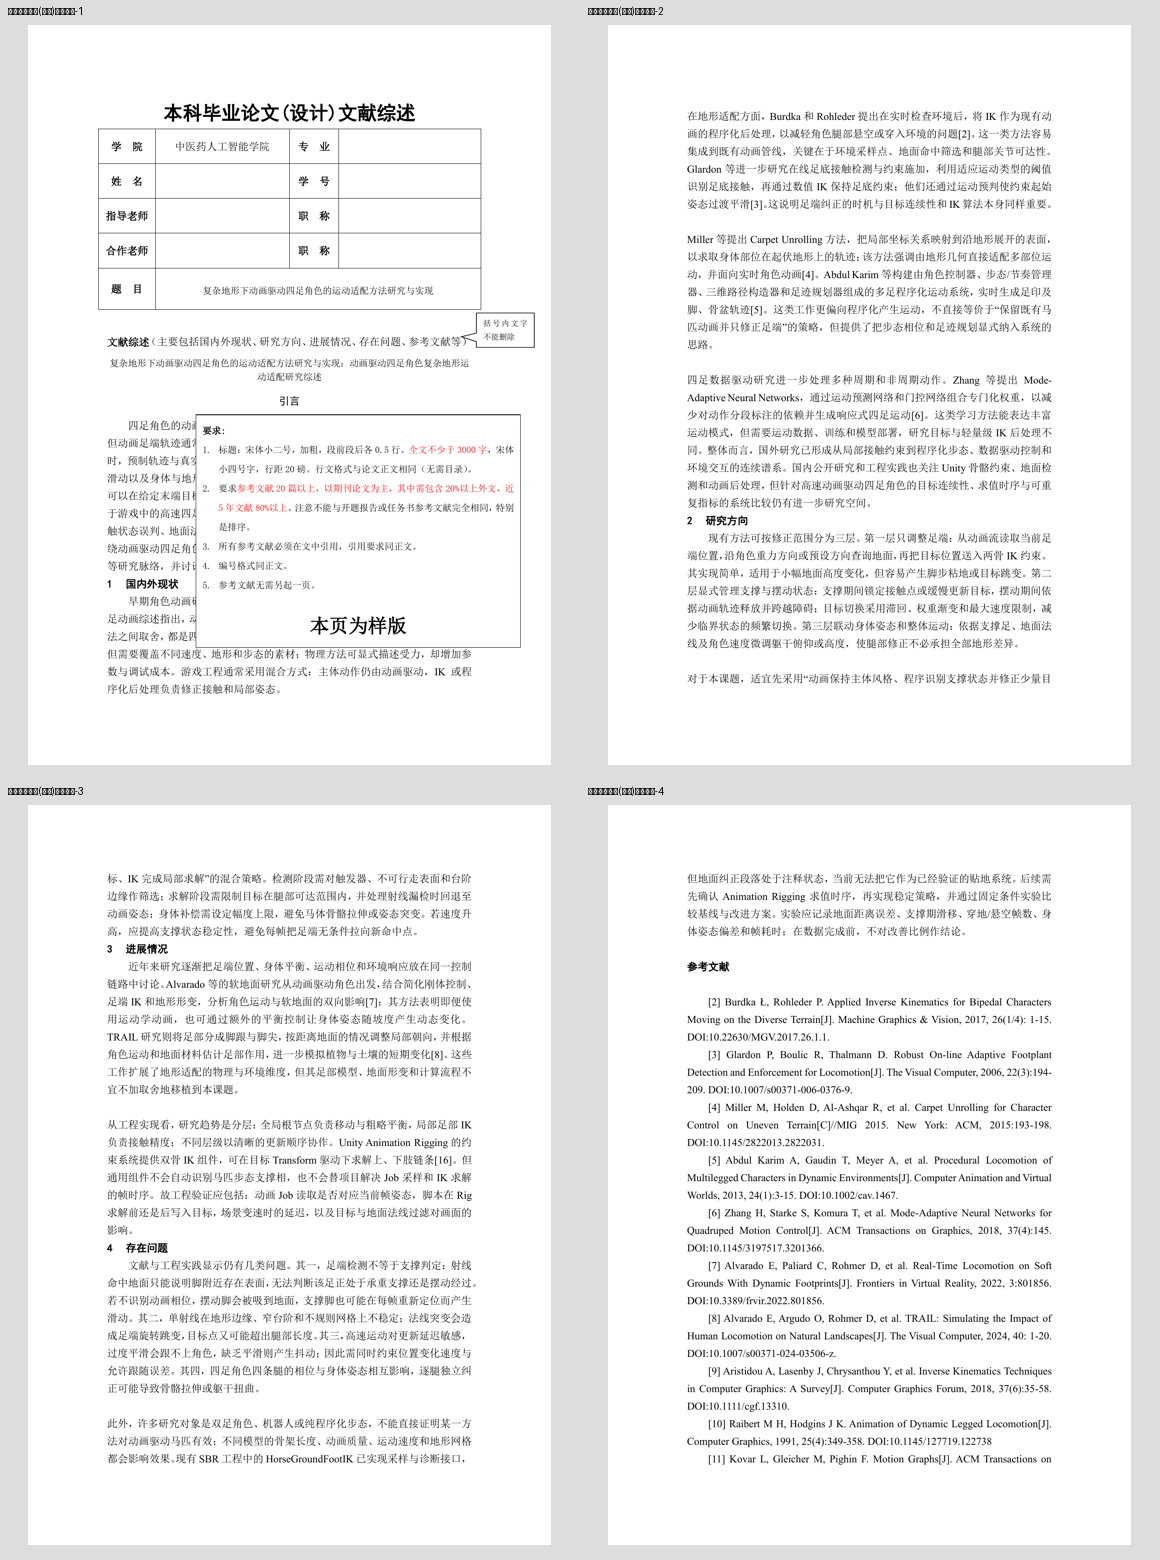 (    )    -1
本科毕业论文(设计)文献综述
学 院 中医药人工智能学院 专 业
姓 名 学 号
指导老师 职 称
合作老师 职 称
题 目 复杂地形下动画驱动四足角色的运动适配方法研究与实现
括号内文字
不能删除
文献综述(主要包括国内外现状、研究方向、进展情况、存在问题、参考文献等)
复杂地形下动画驱动四足角色的运动适配方法研究与实现：动画驱动四足角色复杂地形运
动适配研究综述
引言
四足角色的动画
但动画足端轨迹通常
时，预制轨迹与真实
滑动以及身体与地形
可以在给定末端目标
于游戏中的高速四足
触状态误判、地面法
绕动画驱动四足角色
等研究脉络，并讨论
1 国内外现状
早期角色动画研
足动画综述指出，动
法之间取舍，都是四
要求：
1. 标题：宋体小二号，加粗，段前段后各 0.5 行。全文不少于 3000 字，宋体
小四号字，行距 20 磅。行文格式与论文正文相同（无需目录）。
2. 要求参考文献 20 篇以上，以期刊论文为主，其中需包含 20%以上外文，近
5 年文献 80%以上。注意不能与开题报告或任务书参考文献完全相同，特别
是排序。
3. 所有参考文献必须在文中引用，引用要求同正文。
4. 编号格式同正文。
5. 参考文献无需另起一页。
本页为样版
但需要覆盖不同速度、地形和步态的素材；物理方法可显式描述受力，却增加参
数与调试成本。游戏工程通常采用混合方式：主体动作仍由动画驱动，IK 或程
序化后处理负责修正接触和局部姿态。
(    )    -2
在地形适配方面，Burdka 和 Rohleder 提出在实时检查环境后，将 IK 作为现有动
画的程序化后处理，以减轻角色腿部悬空或穿入环境的问题[2]。这一类方法容易
集成到既有动画管线，关键在于环境采样点、地面命中筛选和腿部关节可达性。
Glardon 等进一步研究在线足底接触检测与约束施加，利用适应运动类型的阈值
识别足底接触，再通过数值 IK 保持足底约束；他们还通过运动预判使约束起始
姿态过渡平滑[3]。这说明足端纠正的时机与目标连续性和 IK 算法本身同样重要。
Miller 等提出 Carpet Unrolling 方法，把局部坐标关系映射到沿地形展开的表面，
以求取身体部位在起伏地形上的轨迹；该方法强调由地形几何直接适配多部位运
动，并面向实时角色动画[4]。Abdul Karim 等构建由角色控制器、步态/节奏管理
器、三维路径构造器和足迹规划器组成的多足程序化运动系统，实时生成足印及
脚、骨盆轨迹[5]。这类工作更偏向程序化产生运动，不直接等价于“保留既有马
匹动画并只修正足端”的策略，但提供了把步态相位和足迹规划显式纳入系统的
思路。
四足数据驱动研究进一步处理多种周期和非周期动作。Zhang 等提出 Mode-
Adaptive Neural Networks，通过运动预测网络和门控网络组合专门化权重，以减
少对动作分段标注的依赖并生成响应式四足运动[6]。这类学习方法能表达丰富
运动模式，但需要运动数据、训练和模型部署，研究目标与轻量级 IK 后处理不
同。整体而言，国外研究已形成从局部接触约束到程序化步态、数据驱动控制和
环境交互的连续谱系。国内公开研究和工程实践也关注 Unity 骨骼约束、地面检
测和动画后处理，但针对高速动画驱动四足角色的目标连续性、求值时序与可重
复指标的系统比较仍有进一步研究空间。
2 研究方向
现有方法可按修正范围分为三层。第一层只调整足端：从动画流读取当前足
端位置，沿角色重力方向或预设方向查询地面，再把目标位置送入两骨 IK 约束。
其实现简单，适用于小幅地面高度变化，但容易产生脚步粘地或目标跳变。第二
层显式管理支撑与摆动状态：支撑期间锁定接触点或缓慢更新目标，摆动期间依
据动画轨迹释放并跨越障碍；目标切换采用滞回、权重渐变和最大速度限制，减
少临界状态的频繁切换。第三层联动身体姿态和整体运动：依据支撑足、地面法
线及角色速度微调躯干俯仰或高度，使腿部修正不必承担全部地形差异。
对于本课题，适宜先采用“动画保持主体风格、程序识别支撑状态并修正少量目
(    )    -3
标、IK 完成局部求解”的混合策略。检测阶段需对触发器、不可行走表面和台阶
边缘作筛选；求解阶段需限制目标在腿部可达范围内，并处理射线漏检时回退至
动画姿态；身体补偿需设定幅度上限，避免马体骨骼拉伸或姿态突变。若速度升
高，应提高支撑状态稳定性，避免每帧把足端无条件拉向新命中点。
3 进展情况
近年来研究逐渐把足端位置、身体平衡、运动相位和环境响应放在同一控制
链路中讨论。Alvarado 等的软地面研究从动画驱动角色出发，结合简化刚体控制、
足端 IK 和地形形变，分析角色运动与软地面的双向影响[7]；其方法表明即便使
用运动学动画，也可通过额外的平衡控制让身体姿态随坡度产生动态变化。
TRAIL 研究则将足部分成脚跟与脚尖，按距离地面的情况调整局部朝向，并根据
角色运动和地面材料估计足部作用，进一步模拟植物与土壤的短期变化[8]。这些
工作扩展了地形适配的物理与环境维度，但其足部模型、地面形变和计算流程不
宜不加取舍地移植到本课题。
从工程实现看，研究趋势是分层：全局根节点负责移动与粗略平衡，局部足部 IK
负责接触精度；不同层级以清晰的更新顺序协作。Unity Animation Rigging 的约
束系统提供双骨 IK 组件，可在目标 Transform 驱动下求解上、下肢链条[16]。但
通用组件不会自动识别马匹步态支撑相，也不会替项目解决 Job 采样和 IK 求解
的帧时序。故工程验证应包括：动画 Job 读取是否对应当前帧姿态，脚本在 Rig
求解前还是后写入目标，场景变速时的延迟，以及目标与地面法线过滤对画面的
影响。
4 存在问题
文献与工程实践显示仍有几类问题。其一，足端检测不等于支撑判定：射线
命中地面只能说明脚附近存在表面，无法判断该足正处于承重支撑还是摆动经过。
若不识别动画相位，摆动脚会被吸到地面，支撑脚也可能在每帧重新定位而产生
滑动。其二，单射线在地形边缘、窄台阶和不规则网格上不稳定；法线突变会造
成足端旋转跳变，目标点又可能超出腿部长度。其三，高速运动对更新延迟敏感，
过度平滑会跟不上角色，缺乏平滑则产生抖动；因此需同时约束位置变化速度与
允许跟随误差。其四，四足角色四条腿的相位与身体姿态相互影响，逐腿独立纠
正可能导致骨骼拉伸或躯干扭曲。
此外，许多研究对象是双足角色、机器人或纯程序化步态，不能直接证明某一方
法对动画驱动马匹有效；不同模型的骨架长度、动画质量、运动速度和地形网格
都会影响效果。现有 SBR 工程中的 HorseGroundFootIK 已实现采样与诊断接口，
(    )    -4
但地面纠正段落处于注释状态，当前无法把它作为已经验证的贴地系统。后续需
先确认 Animation Rigging 求值时序，再实现稳定策略，并通过固定条件实验比
较基线与改进方案。实验应记录地面距离误差、支撑期滑移、穿地/悬空帧数、身
体姿态偏差和帧耗时；在数据完成前，不对改善比例作结论。
参考文献
[2] Burdka Ł, Rohleder P. Applied Inverse Kinematics for Bipedal Characters
Moving on the Diverse Terrain[J]. Machine Graphics & Vision, 2017, 26(1/4): 1-15.
DOI:10.22630/MGV.2017.26.1.1.
[3] Glardon P, Boulic R, Thalmann D. Robust On-line Adaptive Footplant
Detection and Enforcement for Locomotion[J]. The Visual Computer, 2006, 22(3):194-
209. DOI:10.1007/s00371-006-0376-9.
[4] Miller M, Holden D, Al-Ashqar R, et al. Carpet Unrolling for Character
Control on Uneven Terrain[C]//MIG 2015. New York: ACM, 2015:193-198.
DOI:10.1145/2822013.2822031.
[5] Abdul Karim A, Gaudin T, Meyer A, et al. Procedural Locomotion of
Multilegged Characters in Dynamic Environments[J]. Computer Animation and Virtual
Worlds, 2013, 24(1):3-15. DOI:10.1002/cav.1467.
[6] Zhang H, Starke S, Komura T, et al. Mode-Adaptive Neural Networks for
Quadruped Motion Control[J]. ACM Transactions on Graphics, 2018, 37(4):145.
DOI:10.1145/3197517.3201366.
[7] Alvarado E, Paliard C, Rohmer D, et al. Real-Time Locomotion on Soft
Grounds With Dynamic Footprints[J]. Frontiers in Virtual Reality, 2022, 3:801856.
DOI:10.3389/frvir.2022.801856.
[8] Alvarado E, Argudo O, Rohmer D, et al. TRAIL: Simulating the Impact of
Human Locomotion on Natural Landscapes[J]. The Visual Computer, 2024, 40: 1-20.
DOI:10.1007/s00371-024-03506-z.
[9] Aristidou A, Lasenby J, Chrysanthou Y, et al. Inverse Kinematics Techniques
in Computer Graphics: A Survey[J]. Computer Graphics Forum, 2018, 37(6):35-58.
DOI:10.1111/cgf.13310.
[10] Raibert M H, Hodgins J K. Animation of Dynamic Legged Locomotion[J].
Computer Graphics, 1991, 25(4):349-358. DOI:10.1145/127719.122738
[11] Kovar L, Gleicher M, Pighin F. Motion Graphs[J]. ACM Transactions on